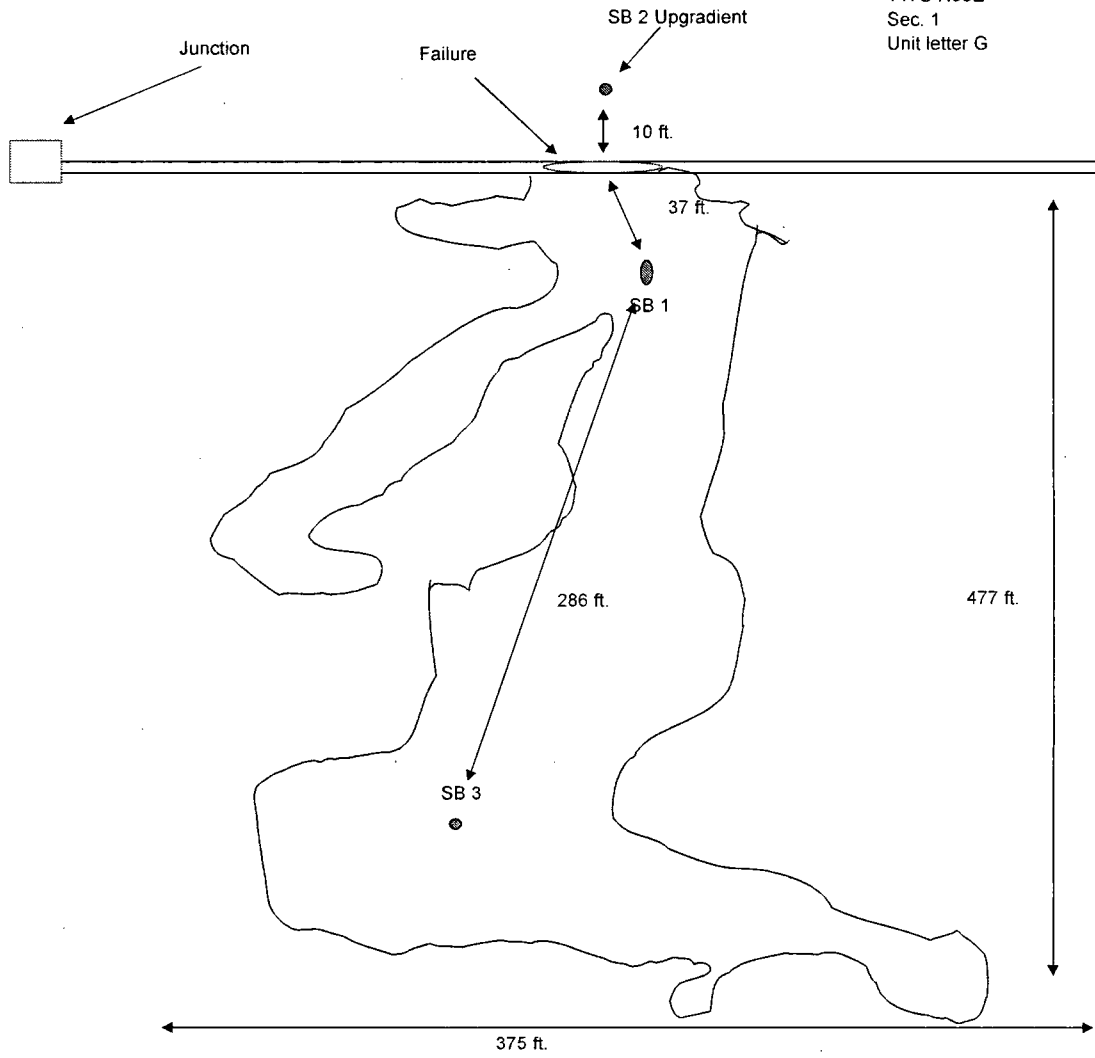 SB 2 Upgradient
Sec. 1
Unit letter G
Junction
Failure
10 ft.
37 ft.
SB 1
286 ft.
477 ft.
SB 3
375 ft.